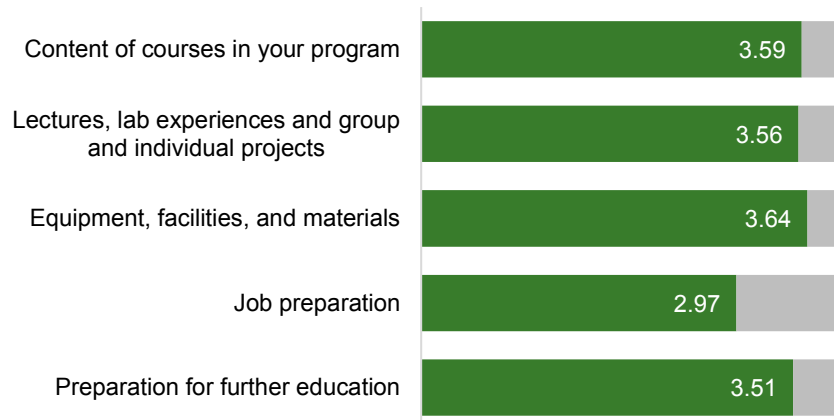 Content of courses in your program
3.59
Lectures, lab experiences and group
and individual projects
3.56
Equipment, facilities, and materials
3.64
Job preparation
2.97
Preparation for further education
3.51